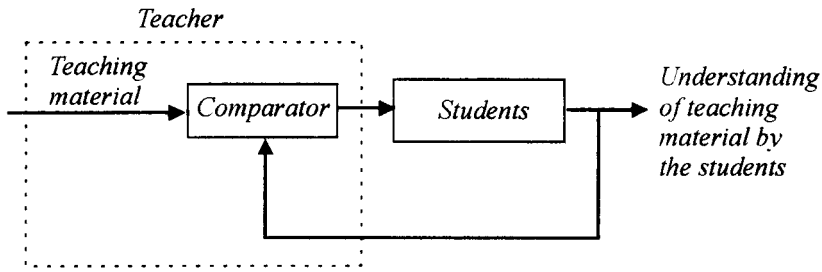 Teacher
Teaching
material
Comparator
Students
Understanding
of teaching
material by
the students